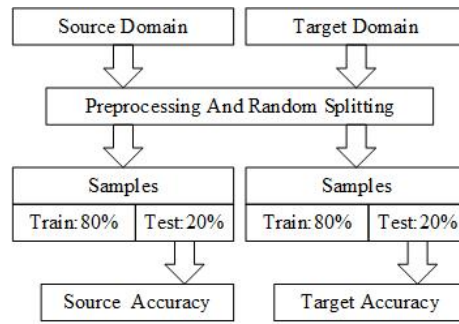 Source Domain
Target Domain
Preprocessing And Random Splitting
Samples
Samples
Train:80% Test:20%
Train:80% Test:20%
Source Accuracy
Target Accuracy